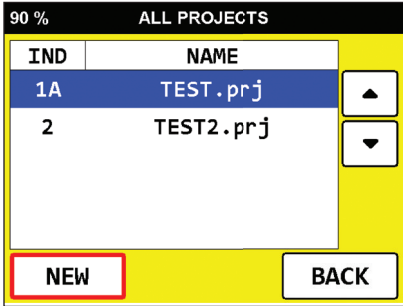 90 % ALL PROJECTS
IND NAME
1A TEST.prj
2 TEST2.prj
NEW BACK